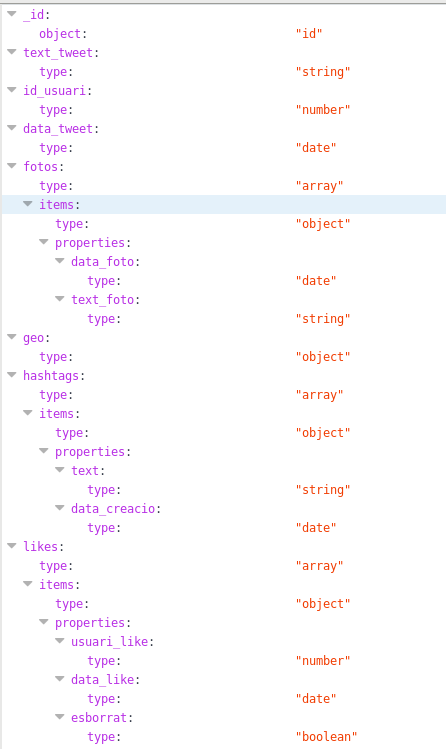 _id:
object: "id"
text_tweet:
type: "string"
id_usuari:
type: "number"
data_tweet:
type: "date"
fotos:
type: "array"
items:
type: "object"
properties:
data_foto:
type: "date"
text_foto:
type: "string"
geo:
type: "object"
hashtags:
type: "array"
items:
type: "object"
properties:
text:
type: "string"
data_creacio:
type: "date"
likes:
type: "array"
items:
type: "object"
properties:
usuari_like:
type: "number"
data_like:
type: "date"
esborrat:
type: "boolean"